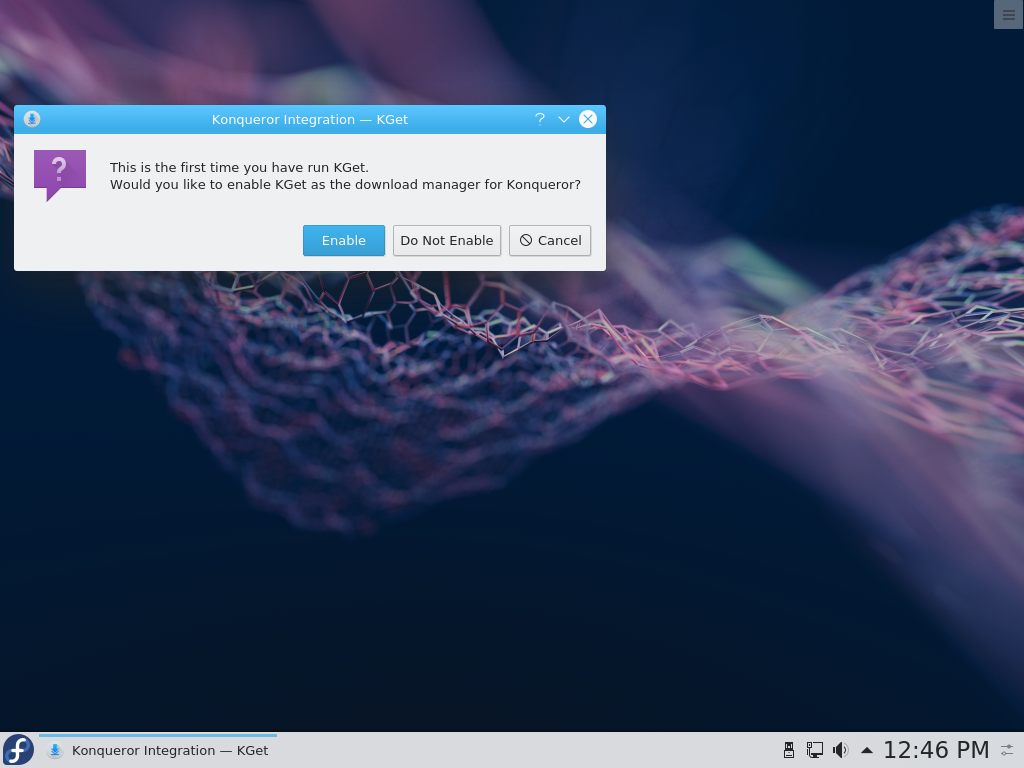 Konqueror Integration — KGet
This is the first time you have run KGet.
Would you like to enable KGet as the download manager for Konqueror?
Enable
Do Not Enable
Cancel
Konqueror Integration — KGet
12:46 PM